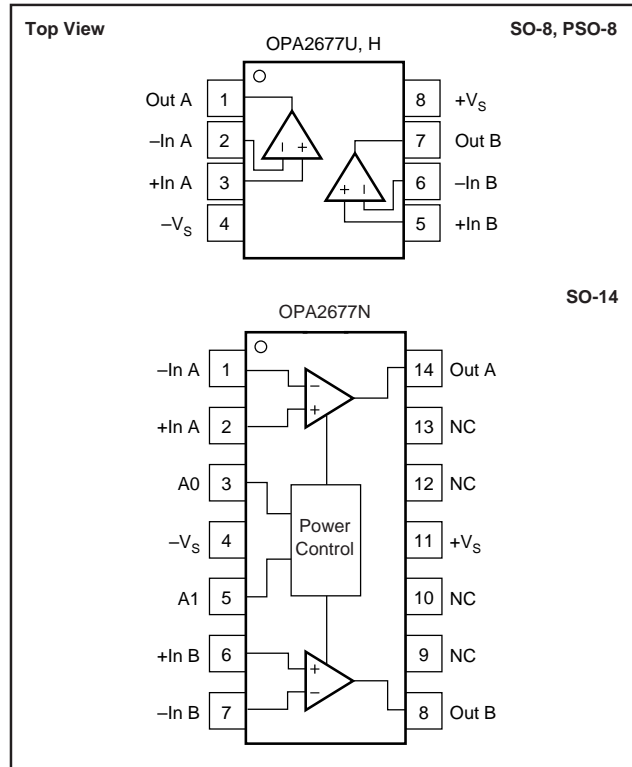 Top View SO-8, PSO-8
OPA2677U, H
Out A 1 8 +VS
–In A 2 7 Out B
+In A 3 6 –In B
–VS 4 5 +In B
– + + –
SO-14
OPA2677N
–In A 1 14 Out A
–
+In A 2 + 13 NC
A0 3 12 NC
Power
–VS 4 11 +VS
Control
A1 5 10 NC
+In B 6 + 9 NC
–
–In B 7 8 Out B